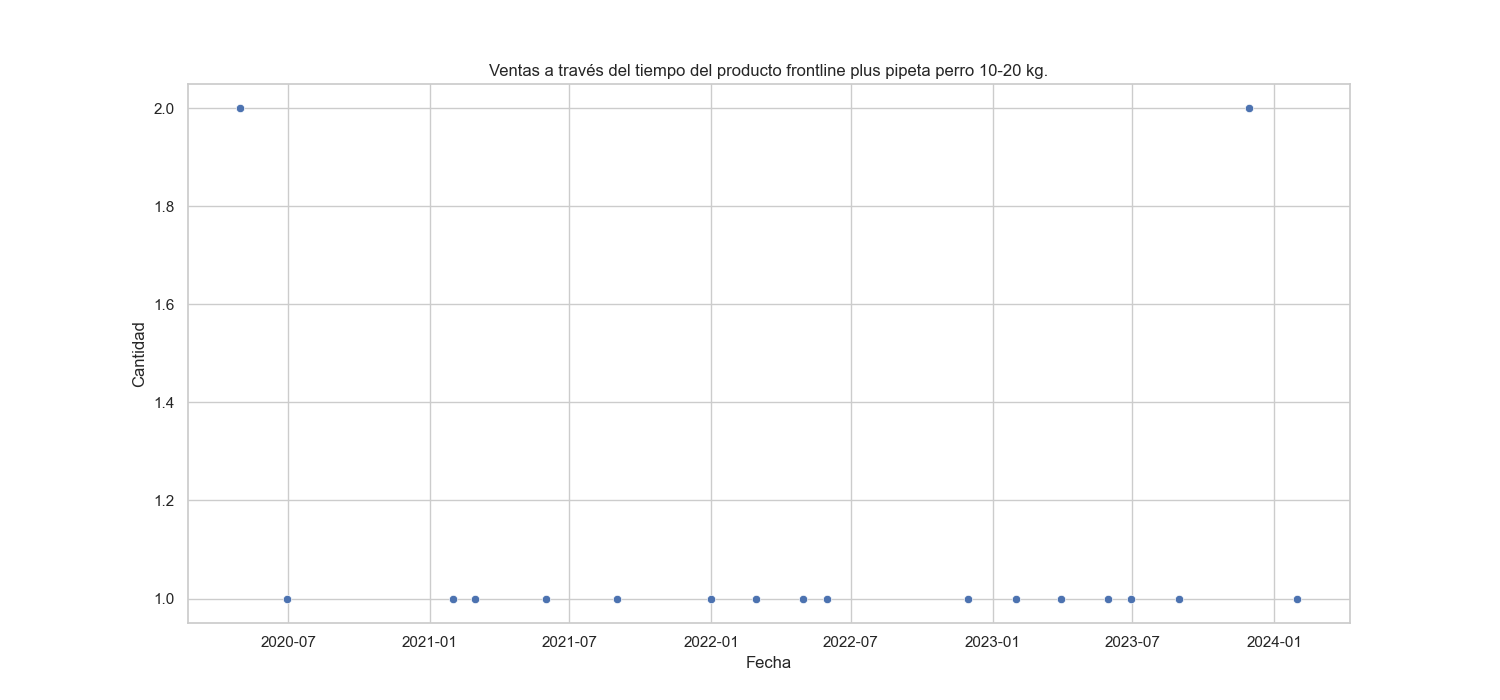 Ventas a través del tiempo del producto frontline plus pipeta perro 10-20 kg.
2.0
1.8
1.6
1.4
1.2
1.0
Cantidad
2020-07 2021-01 2021-07 2022-01 2022-07 2023-01 2023-07 2024-01
Fecha